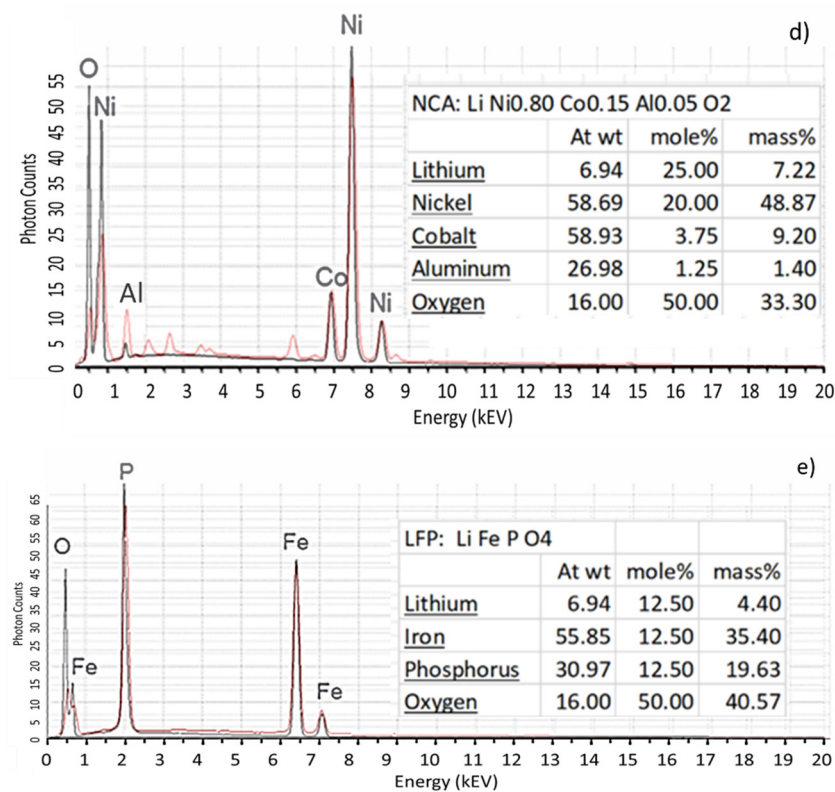 d)
Ni
O
Ni
Al
Co
Ni
Photon Counts
55
50
45
40
35
30
25
20
15
10
5
0
NCA: Li Ni0.80 Co0.15 Al0.05 O2
At wt mole% mass%
Lithium 6.94 25.00 7.22
Nickel 58.69 20.00 48.87
Cobalt 58.93 3.75 9.20
Aluminum 26.98 1.25 1.40
Oxygen 16.00 50.00 33.30
0 1 2 3 4 5 6 7 8 9 10 11 12 13 14 15 16 17 18 19 20
Energy (kEV)
e)
P
O
Fe
Fe
Fe
Photon Counts
65
60
55
50
45
40
35
30
25
20
15
10
5
0
LFP: Li Fe P O4
At wt mole% mass%
Lithium 6.94 12.50 4.40
Iron 55.85 12.50 35.40
Phosphorus 30.97 12.50 19.63
Oxygen 16.00 50.00 40.57
0 1 2 3 4 5 6 7 8 9 10 11 12 13 14 15 16 17 18 19 20
Energy (kEV)